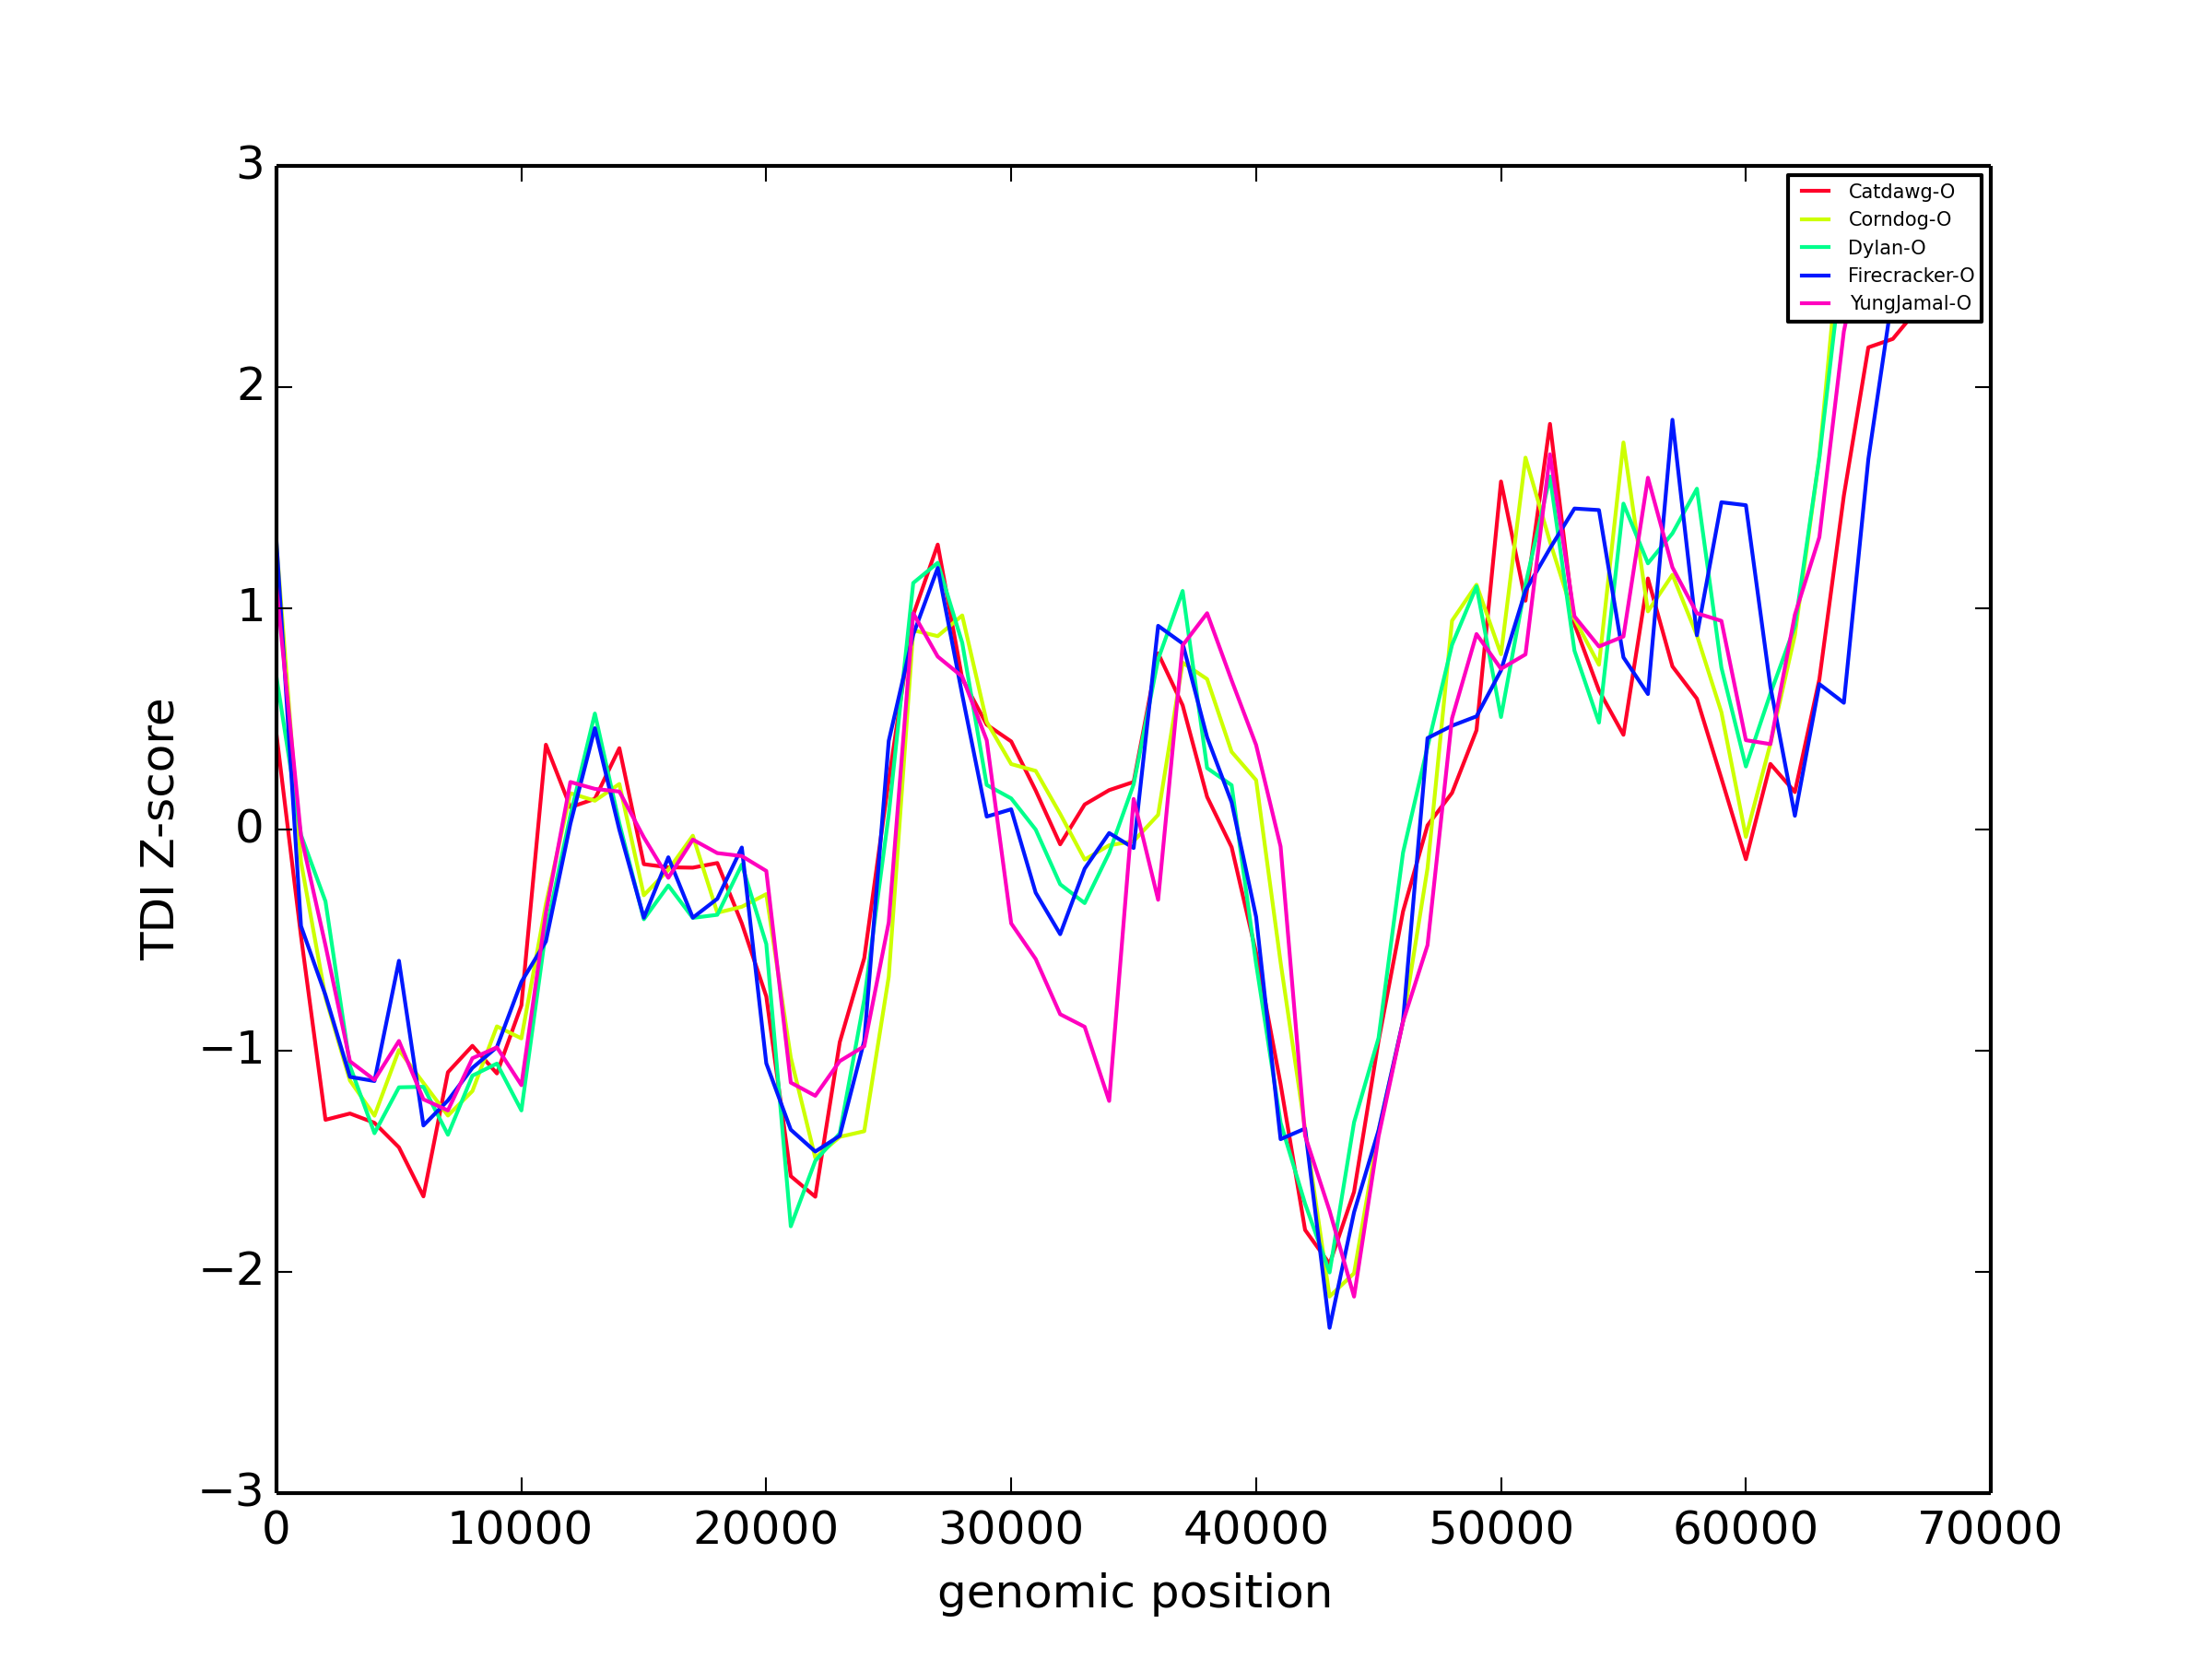 3
2
1
0
−1
−2
−3
TDI Z-score
Catdawg-O
Corndog-O
Dylan-O
Firecracker-O
YungJamal-O
0 10000 20000 30000 40000 50000 60000 70000
genomic position